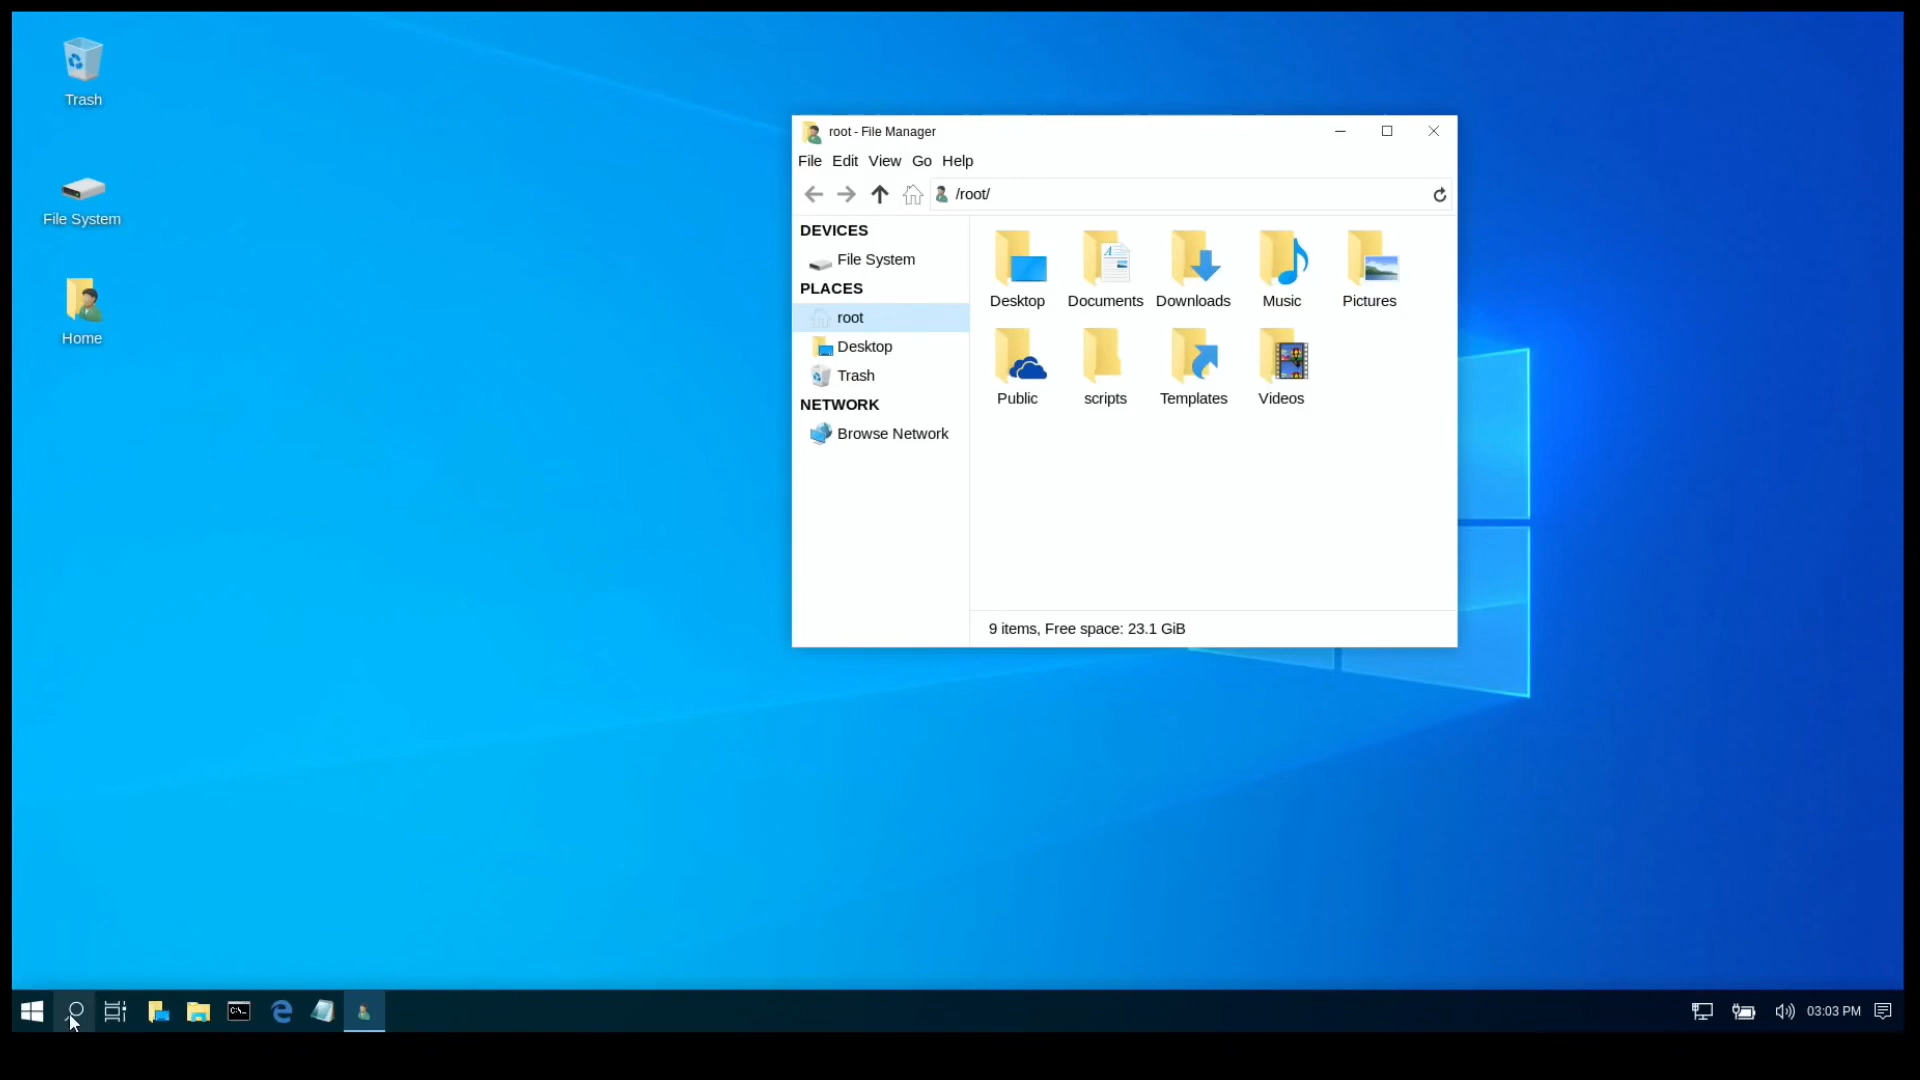 Trash
File System
Home
root - File Manager
File Edit View Go Help
/root/
DEVICES
File System
PLACES
root
Desktop
Trash
NETWORK
Browse Network
Desktop Documents Downloads Music Pictures
Public scripts Templates Videos
9 items, Free space: 23.1 GiB
C:\_
03:03 PM